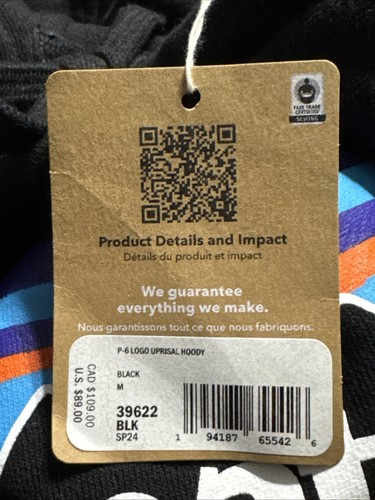 FAIR TRADE
CERTIFIED
SEWING
Product Details and Impact
Détails du produit et impact
We guarantee
everything we make.
Nous garantissons tout ce que nous fabriquons.
P-6 LOGO UPRISAL HOODY
BLACK
M
39622
BLK
SP24
CAD $109.00
U.S. $89.00
1 94187 65542 6